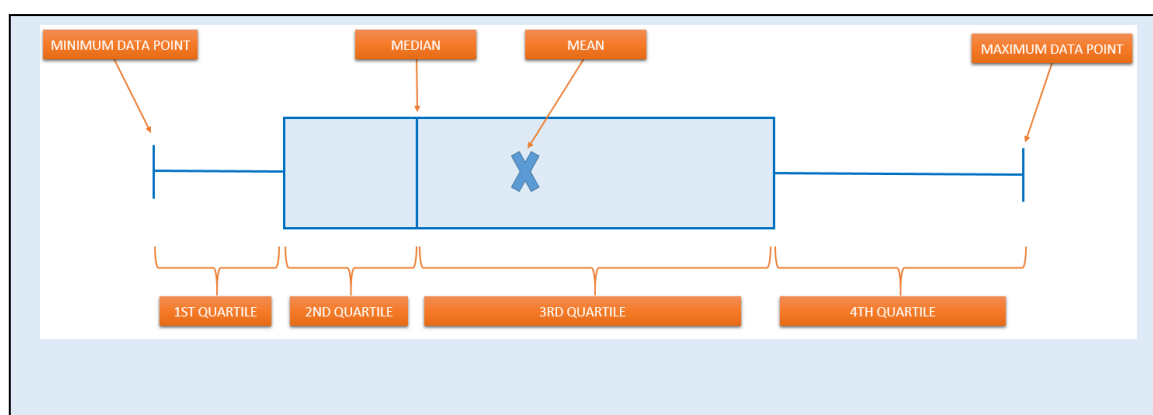 MINIMUM DATA POINT
MEDIAN
MEAN
MAXIMUM DATA POINT
1ST QUARTILE
2ND QUARTILE
3RD QUARTILE
4TH QUARTILE